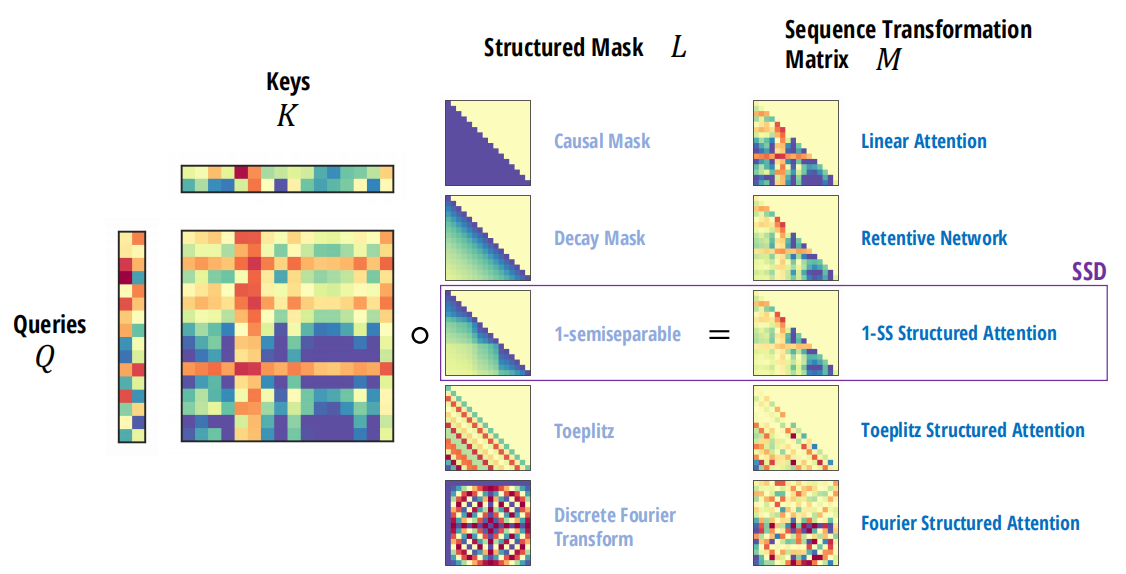 Structured Mask L
Sequence Transformation
Matrix M
Keys
K
Causal Mask
Linear Attention
Decay Mask
Retentive Network
SSD
Queries
Q
1-semiseparable
=
1-SS Structured Attention
Toeplitz
Toeplitz Structured Attention
Discrete Fourier
Transform
Fourier Structured Attention